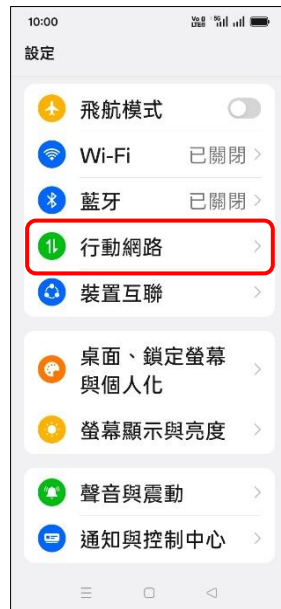 10:00
設定
飛航模式
Wi-Fi 已關閉
藍牙 已關閉
行動網路
裝置互聯
桌面、鎖定螢幕
與個人化
螢幕顯示與亮度
聲音與震動
通知與控制中心